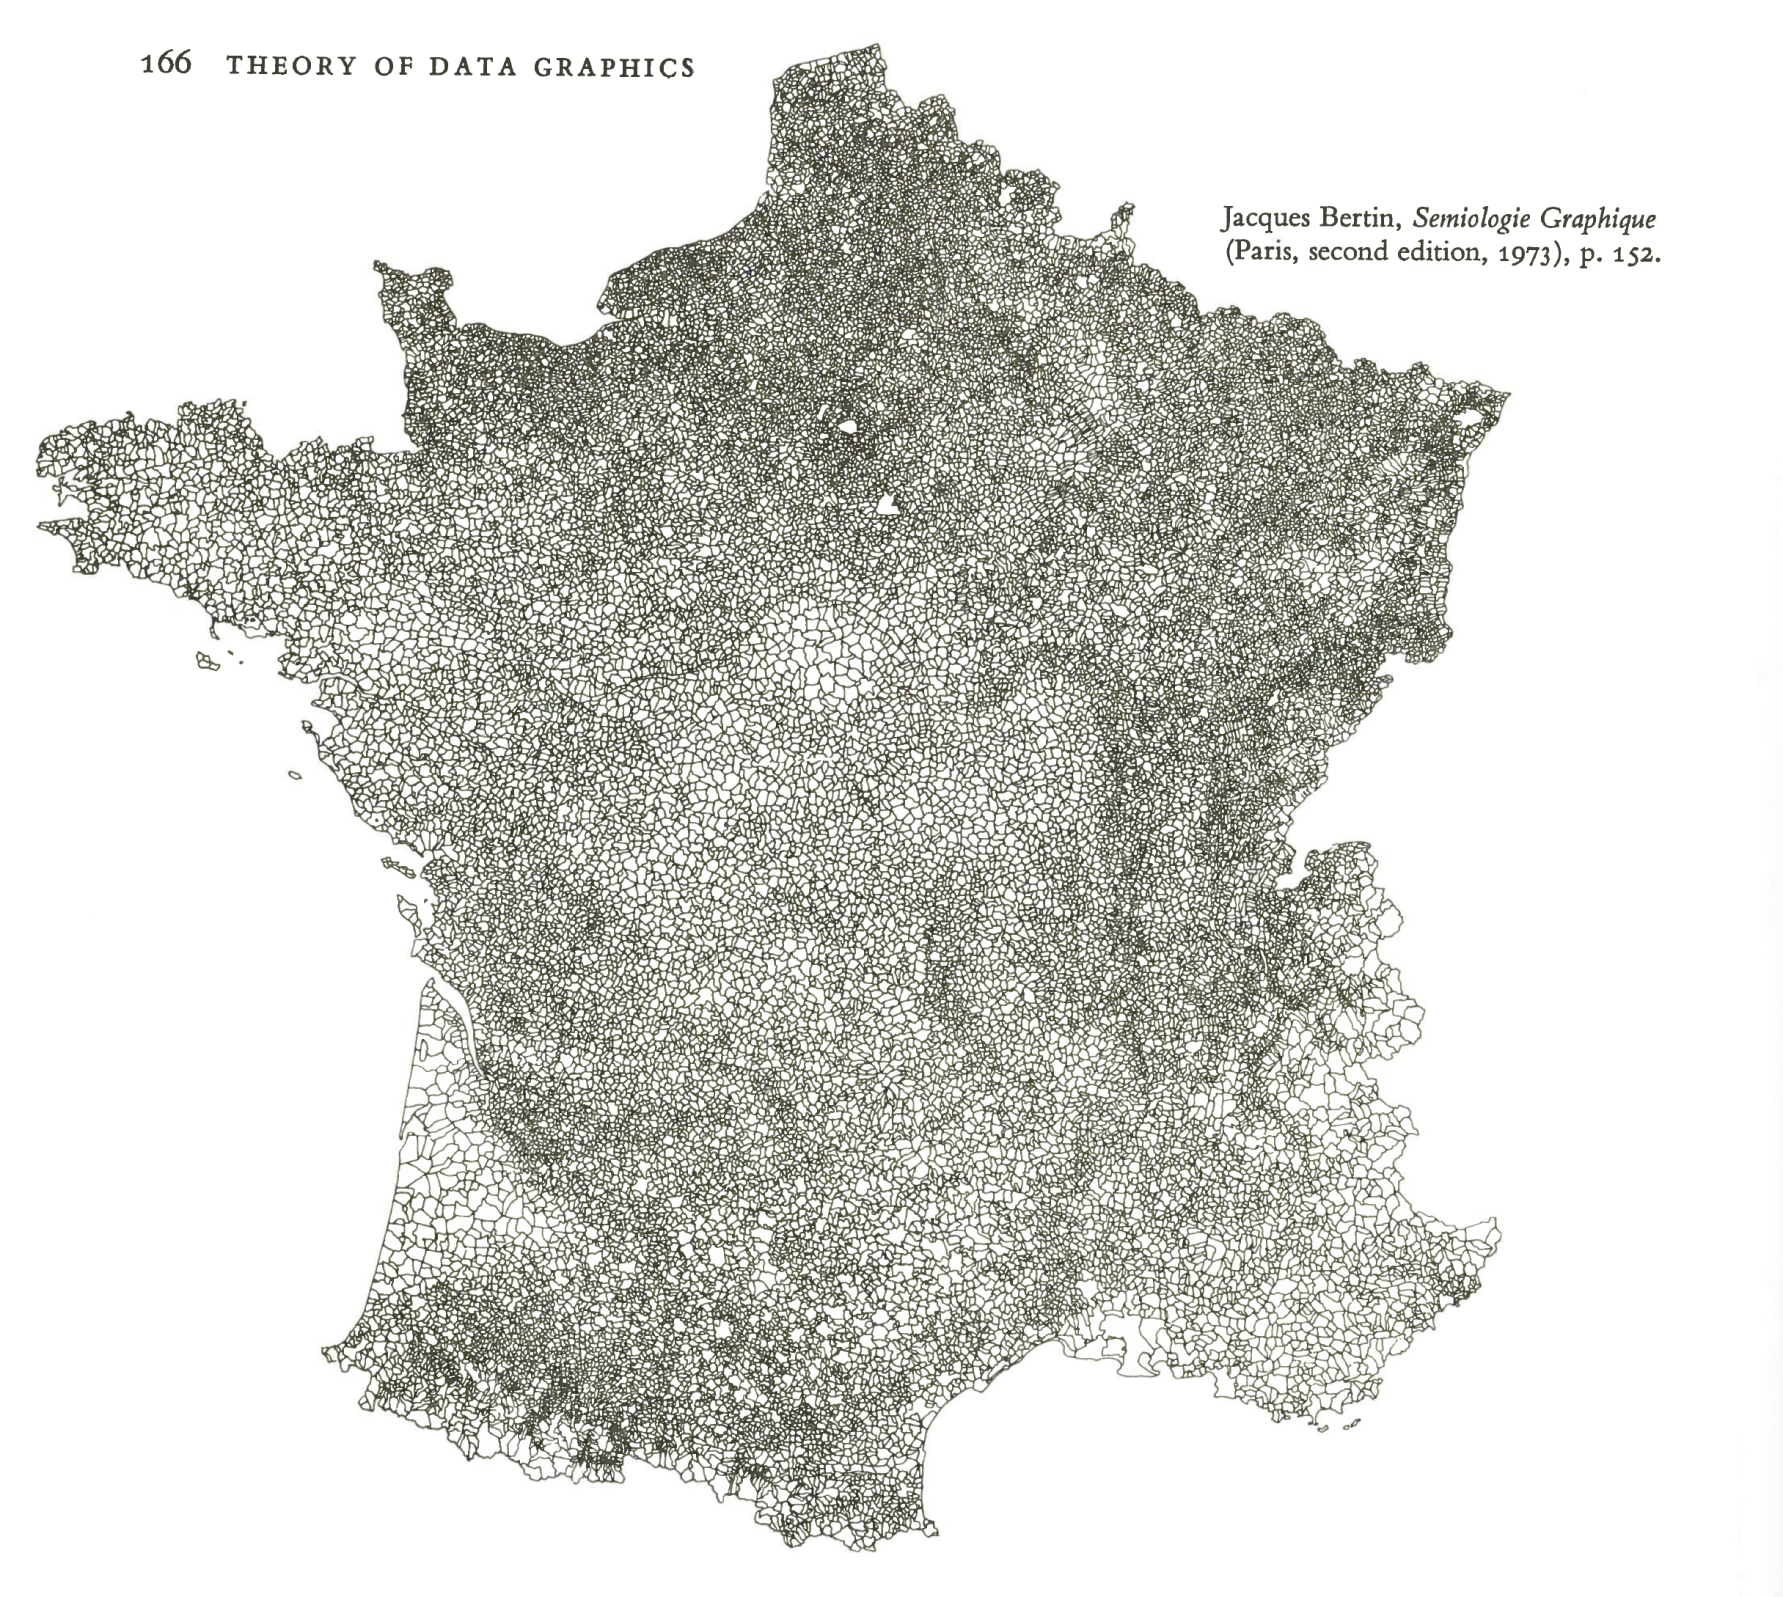 166 THEORY OF DATA GRAPHICS
Jacques Bertin, Semiologie Graphique
(Paris, second edition, 1973), p. 152.